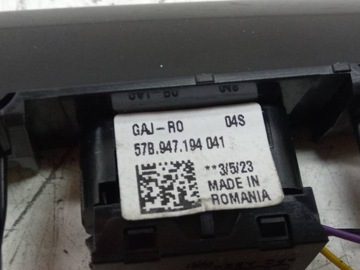 GAJ-RO 04S
57B.947.194 041
**3/5/23
MADE IN
ROMANIA